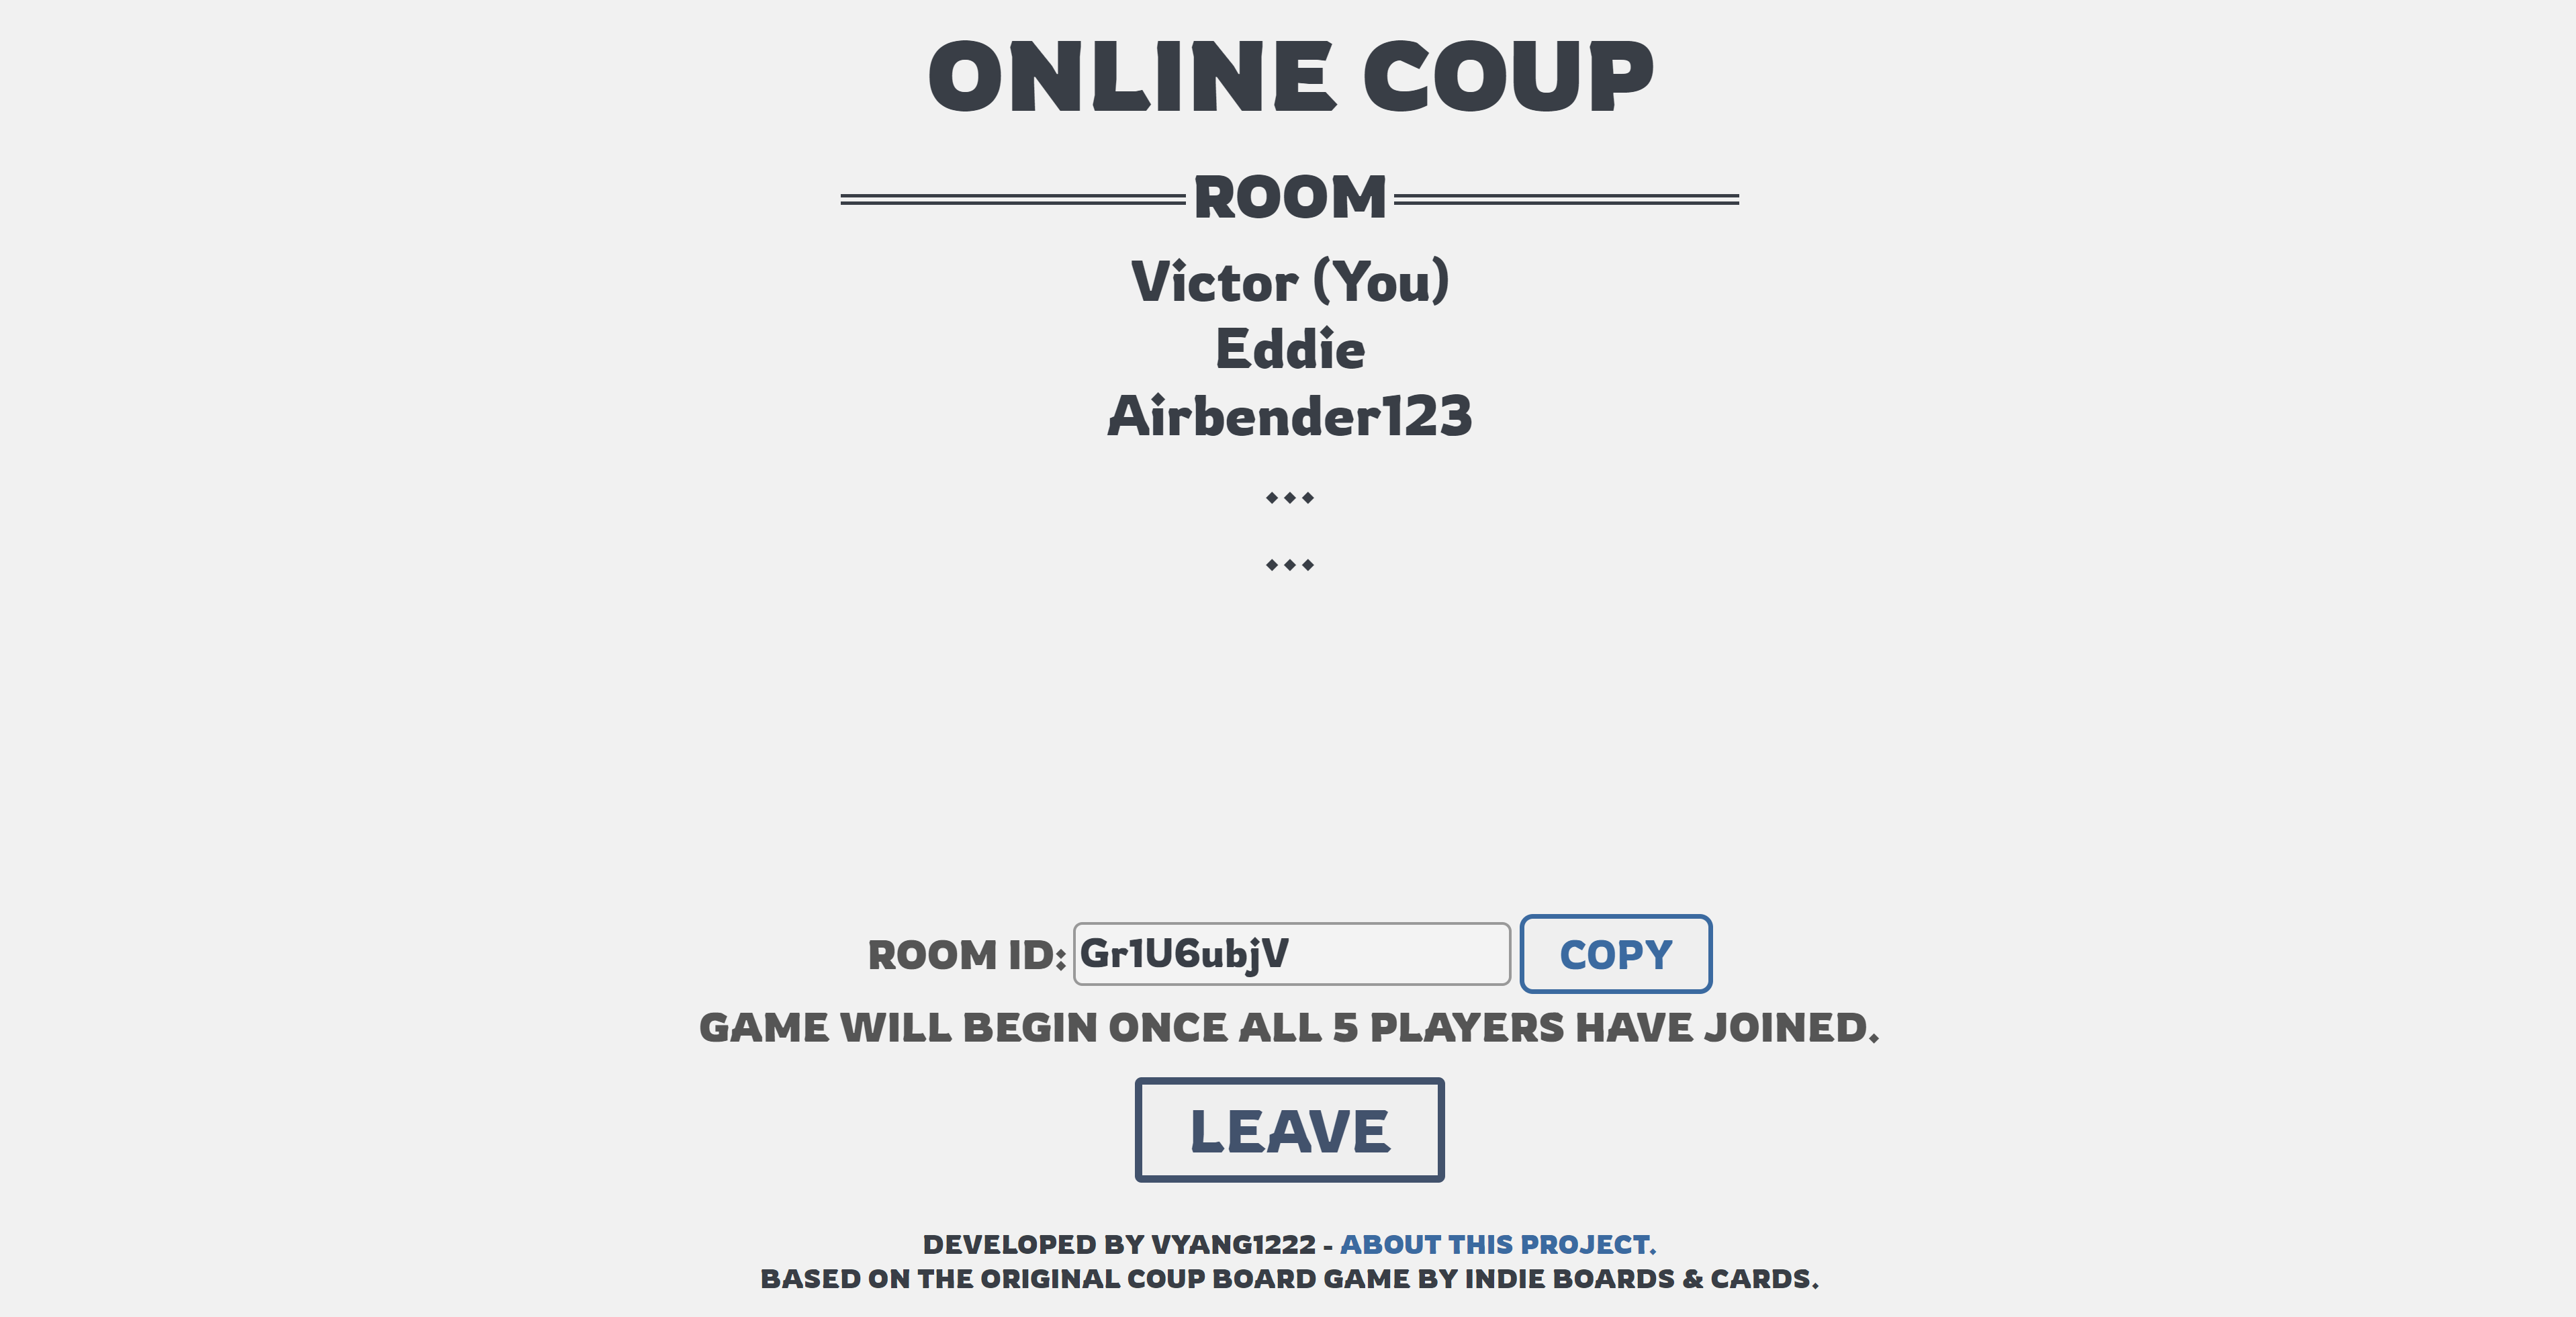 ONLINE COUP
ROOM
Victor (You)
Eddie
Airbender123
...
...
ROOM ID: Gr1U6ubjV COPY
GAME WILL BEGIN ONCE ALL 5 PLAYERS HAVE JOINED.
LEAVE
DEVELOPED BY VYANG1222 - ABOUT THIS PROJECT.
BASED ON THE ORIGINAL COUP BOARD GAME BY INDIE BOARDS & CARDS.